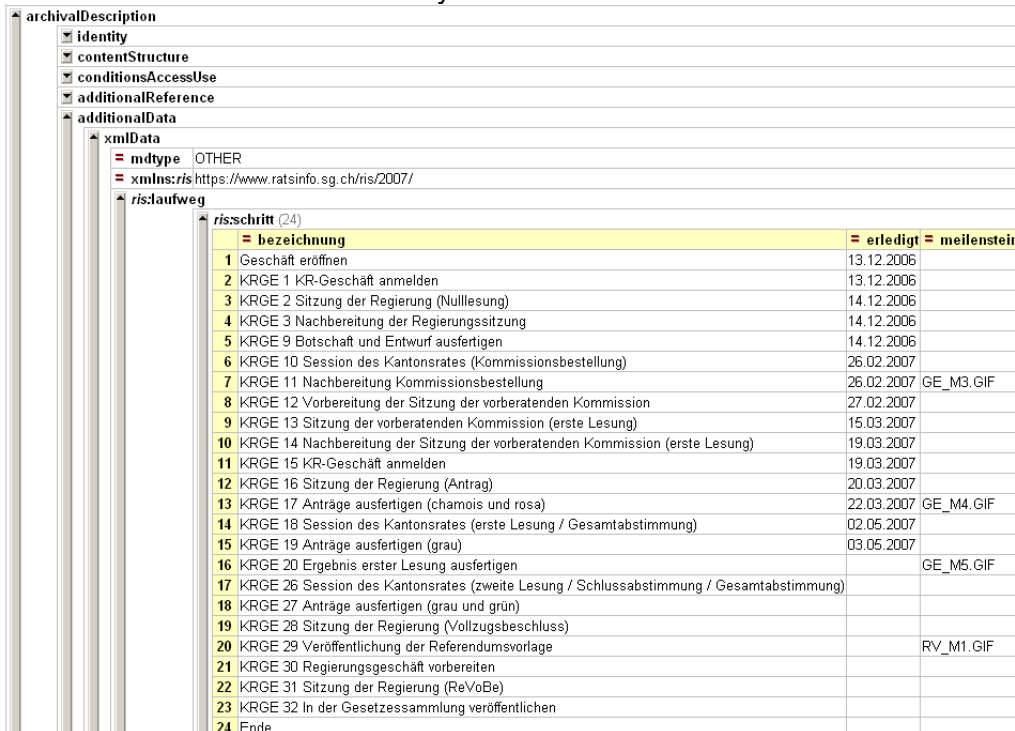 archivalDescription
identity
contentStructure
conditionsAccessUse
additionalReference
additionalData
xmlData
= mdtype OTHER
= xmlns:ris https://www.ratsinfo.sg.ch/ris/2007/
ris:laufweg
ris:schritt (24)
= bezeichnung = erledigt = meilenstein
1 Geschäft eröffnen 13.12.2006
2 KRGE 1 KR-Geschäft anmelden 13.12.2006
3 KRGE 2 Sitzung der Regierung (Nulllesung) 14.12.2006
4 KRGE 3 Nachbereitung der Regierungssitzung 14.12.2006
5 KRGE 9 Botschaft und Entwurf ausfertigen 14.12.2006
6 KRGE 10 Session des Kantonsrates (Kommissionsbestellung) 26.02.2007
7 KRGE 11 Nachbereitung Kommissionsbestellung 26.02.2007 GE_M3.GIF
8 KRGE 12 Vorbereitung der Sitzung der vorberatenden Kommission 27.02.2007
9 KRGE 13 Sitzung der vorberatenden Kommission (erste Lesung) 15.03.2007
10 KRGE 14 Nachbereitung der Sitzung der vorberatenden Kommission (erste Lesung) 19.03.2007
11 KRGE 15 KR-Geschäft anmelden 19.03.2007
12 KRGE 16 Sitzung der Regierung (Antrag) 20.03.2007
13 KRGE 17 Anträge ausfertigen (chamois und rosa) 22.03.2007 GE_M4.GIF
14 KRGE 18 Session des Kantonsrates (erste Lesung / Gesamtabstimmung) 02.05.2007
15 KRGE 19 Anträge ausfertigen (grau) 03.05.2007
16 KRGE 20 Ergebnis erster Lesung ausfertigen GE_M5.GIF
17 KRGE 26 Session des Kantonsrates (zweite Lesung / Schlussabstimmung / Gesamtabstimmung)
18 KRGE 27 Anträge ausfertigen (grau und grün)
19 KRGE 28 Sitzung der Regierung (Vollzugsbeschluss)
20 KRGE 29 Veröffentlichung der Referendumsvorlage RV_M1.GIF
21 KRGE 30 Regierungsgeschäft vorbereiten
22 KRGE 31 Sitzung der Regierung (ReVoBe)
23 KRGE 32 In der Gesetzessammlung veröffentlichen
24 Ende